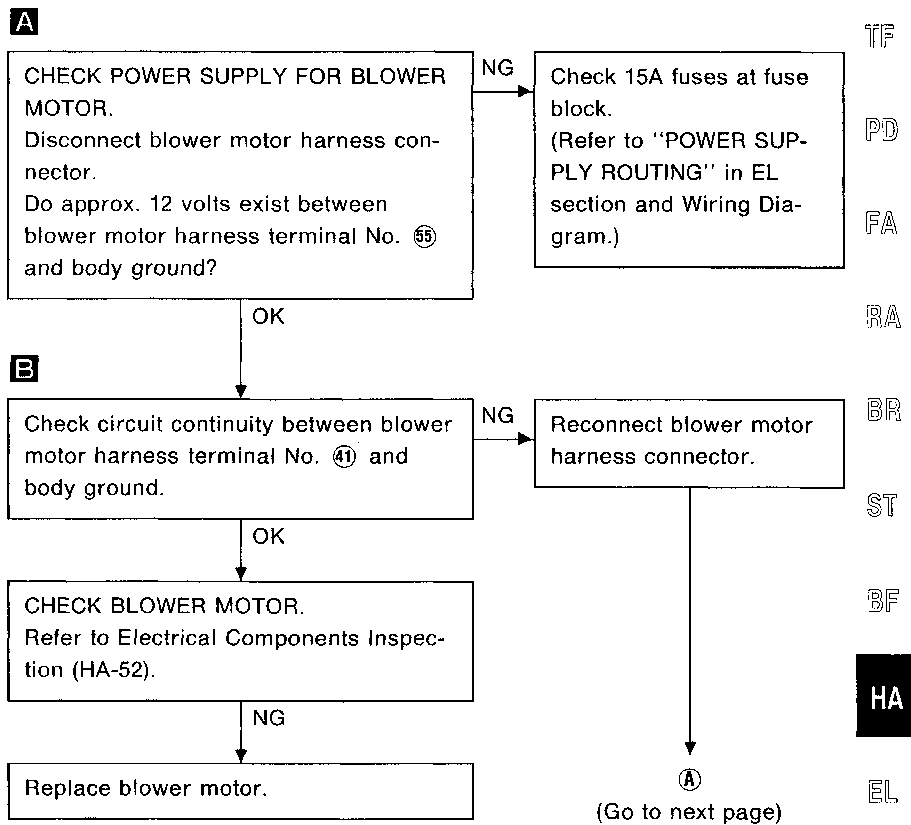 A
CHECK POWER SUPPLY FOR BLOWER
MOTOR.
Disconnect blower motor harness con-
nector.
Do approx. 12 volts exist between
blower motor harness terminal No. 55
and body ground?
NG
Check 15A fuses at fuse
block.
(Refer to "POWER SUP-
PLY ROUTING" in EL
section and Wiring Dia-
gram.)
OK
B
Check circuit continuity between blower
motor harness terminal No. 41 and
body ground.
NG
Reconnect blower motor
harness connector.
OK
CHECK BLOWER MOTOR.
Refer to Electrical Components Inspec-
tion (HA-52).
NG
Replace blower motor.
A
(Go to next page)
TF
PD
FA
RA
BR
ST
BF
HA
EL